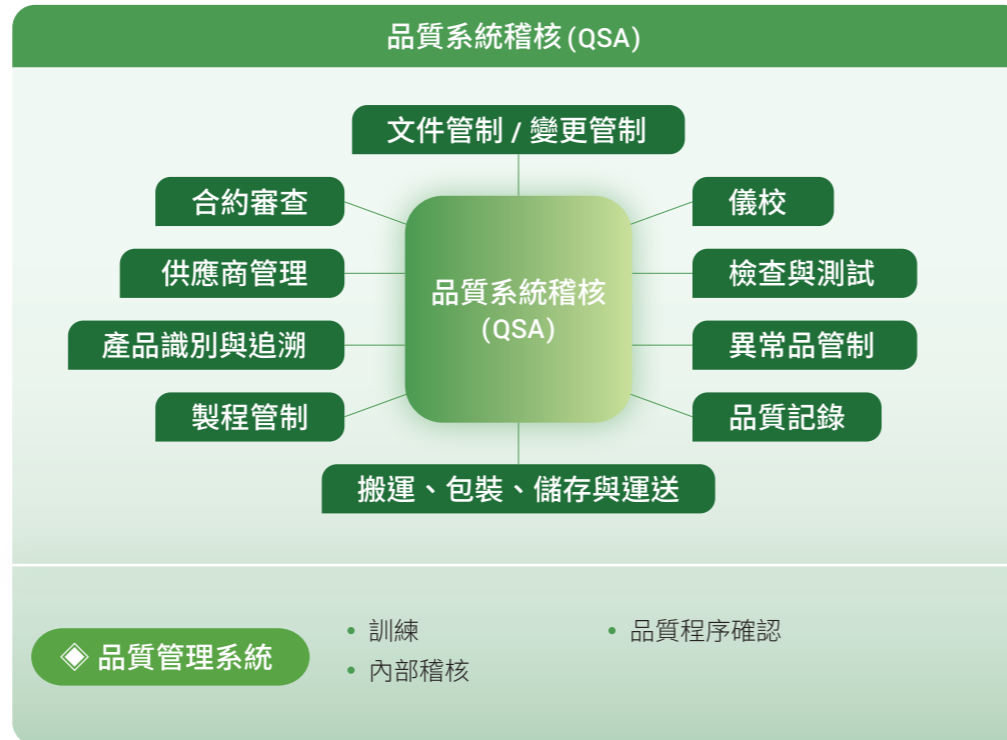 品質系統稽核 (QSA)
文件管制 / 變更管制
合約審查
儀校
供應商管理
檢查與測試
品質系統稽核
(QSA)
產品識別與追溯
異常品管制
製程管制
品質記錄
搬運、包裝、儲存與運送
品質管理系統
• 訓練
• 品質程序確認
• 內部稽核